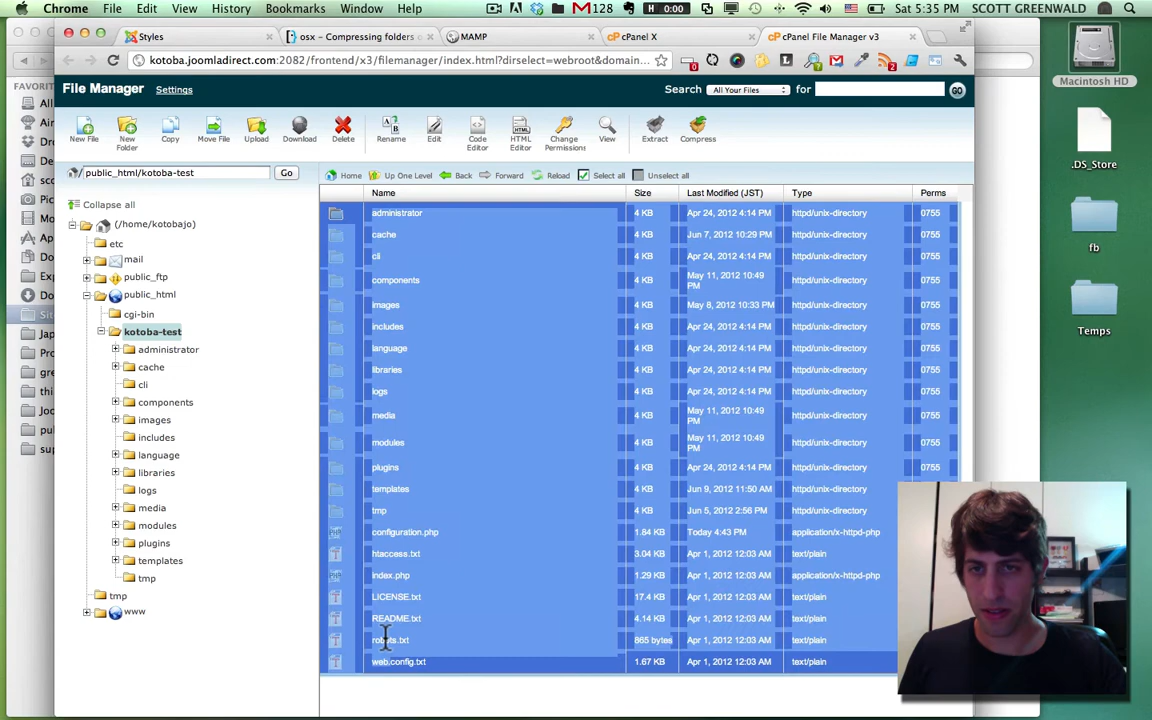 Chrome File Edit View History Bookmarks Window Help 128 H 0:00 Sat 5:35 PM SCOTT GREENWALD
Styles osx - Compressing folders MAMP cPanel X cPanel File Manager v3
kotoba.joomladirect.com:2082/frontend/x3/filemanager/index.html?dirselect=webroot&domain...
File Manager Settings Search All Your Files for GO
New File New Folder Copy Move File Upload Download Delete Rename Edit Code Editor HTML Editor Change Permissions View Extract Compress
public_html/kotoba-test Go Home Up One Level Back Forward Reload Select all Unselect all
Collapse all
(/home/kotobajo)
etc
mail
public_ftp
public_html
cgi-bin
kotoba-test
administrator
cache
cli
components
images
includes
language
libraries
logs
media
modules
plugins
templates
tmp
tmp
www
Name Size Last Modified (JST) Type Perms
administrator 4 KB Apr 24, 2012 4:14 PM httpd/unix-directory 0755
cache 4 KB Jun 7, 2012 10:29 PM httpd/unix-directory 0755
cli 4 KB Apr 24, 2012 4:14 PM httpd/unix-directory 0755
components 4 KB May 11, 2012 10:49 PM httpd/unix-directory 0755
images 4 KB May 8, 2012 10:33 PM httpd/unix-directory 0755
includes 4 KB Apr 24, 2012 4:14 PM httpd/unix-directory 0755
language 4 KB Apr 24, 2012 4:14 PM httpd/unix-directory 0755
libraries 4 KB Apr 24, 2012 4:14 PM httpd/unix-directory 0755
logs 4 KB Apr 24, 2012 4:14 PM httpd/unix-directory 0755
media 4 KB May 11, 2012 10:49 PM httpd/unix-directory 0755
modules 4 KB May 11, 2012 10:49 PM httpd/unix-directory 0755
plugins 4 KB Apr 24, 2012 4:14 PM httpd/unix-directory 0755
templates 4 KB Jun 9, 2012 11:50 AM httpd/unix-directory
tmp 4 KB Jun 5, 2012 2:56 PM httpd/unix-directory
configuration.php 1.84 KB Today 4:43 PM application/x-httpd-php
htaccess.txt 3.04 KB Apr 1, 2012 12:03 AM text/plain
index.php 1.29 KB Apr 1, 2012 12:03 AM application/x-httpd-php
LICENSE.txt 17.4 KB Apr 1, 2012 12:03 AM text/plain
README.txt 4.14 KB Apr 1, 2012 12:03 AM text/plain
robots.txt 865 bytes Apr 1, 2012 12:03 AM text/plain
web.config.txt 1.67 KB Apr 1, 2012 12:03 AM text/plain
Macintosh HD
.DS_Store
fb
Temps